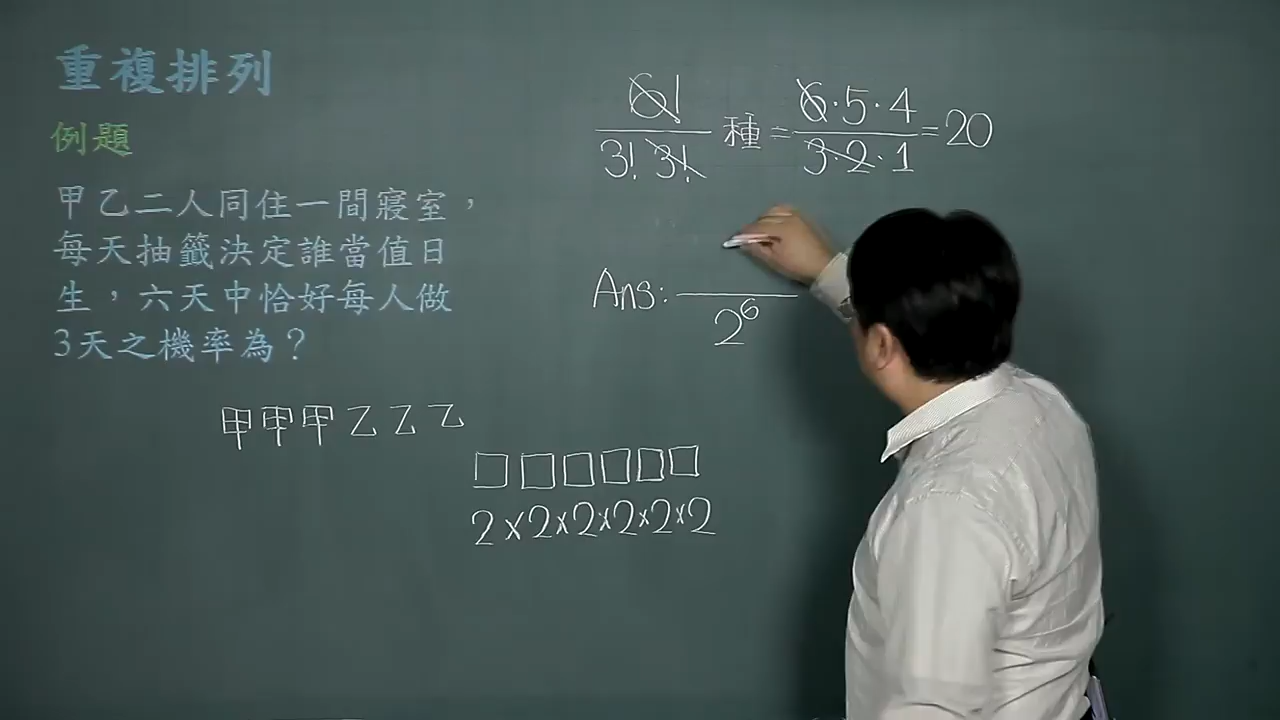 重複排列
例題
甲乙二人同住一間寢室，
每天抽籤決定誰當值日
生，六天中恰好每人做
3天之機率為？
甲甲甲乙乙乙
□□□□□□
2×2×2×2×2×2
6!/3!3! 種 = 6·5·4/3·2·1 = 20
Ans: /2⁶